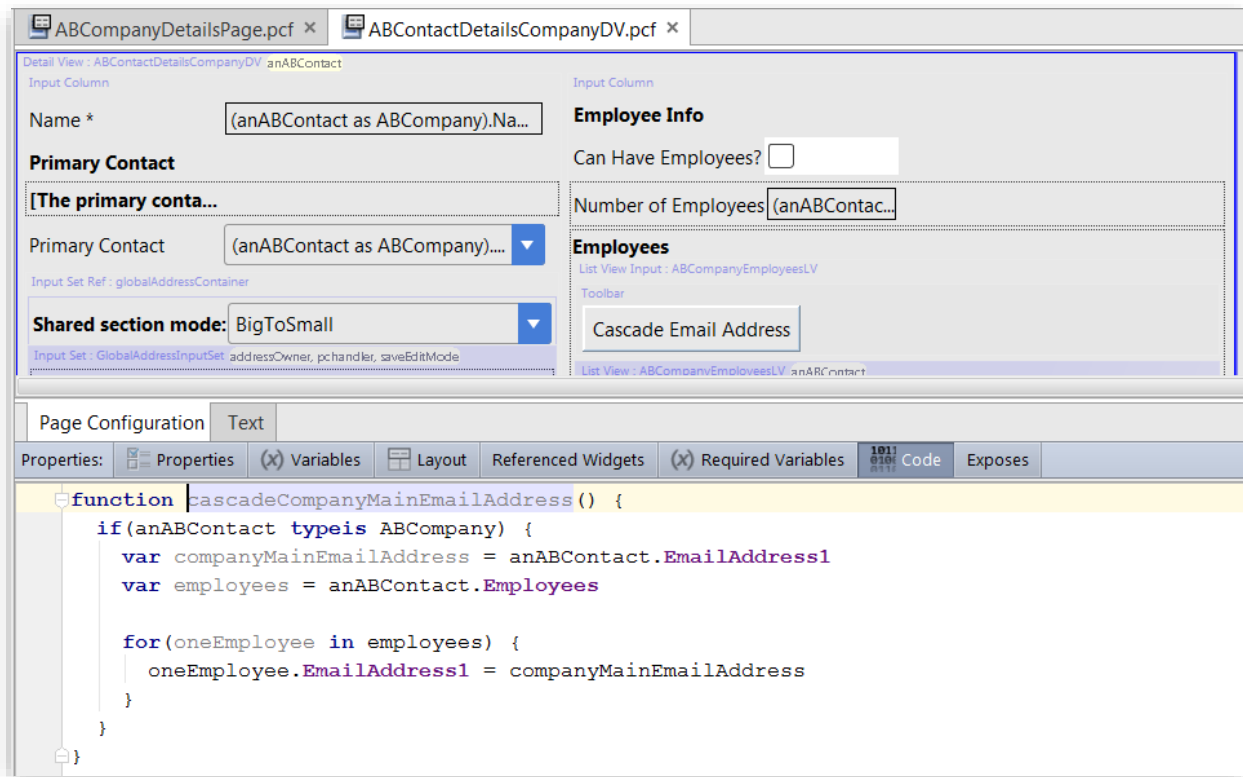 ABCompanyDetailsPage.pcf × ABContactDetailsCompanyDV.pcf ×
Detail View : ABContactDetailsCompanyDV anABContact
Input Column
Name * (anABContact as ABCompany).Na...
Primary Contact
[The primary conta...
Primary Contact (anABContact as ABCompany)....
Input Set Ref : globalAddressContainer
Shared section mode: BigToSmall
Input Set : GlobalAddressInputSet addressOwner, pchandler, saveEditMode
Input Column
Employee Info
Can Have Employees?
Number of Employees (anABContac...
Employees
List View Input : ABCompanyEmployeesLV
Toolbar
Cascade Email Address
List View : ABCompanyEmployeesLV anABContact
Page Configuration Text
Properties: Properties (x) Variables Layout Referenced Widgets (x) Required Variables Code Exposes
function cascadeCompanyMainEmailAddress() {
if(anABContact typeis ABCompany) {
var companyMainEmailAddress = anABContact.EmailAddress1
var employees = anABContact.Employees
for(oneEmployee in employees) {
oneEmployee.EmailAddress1 = companyMainEmailAddress
}
}
}